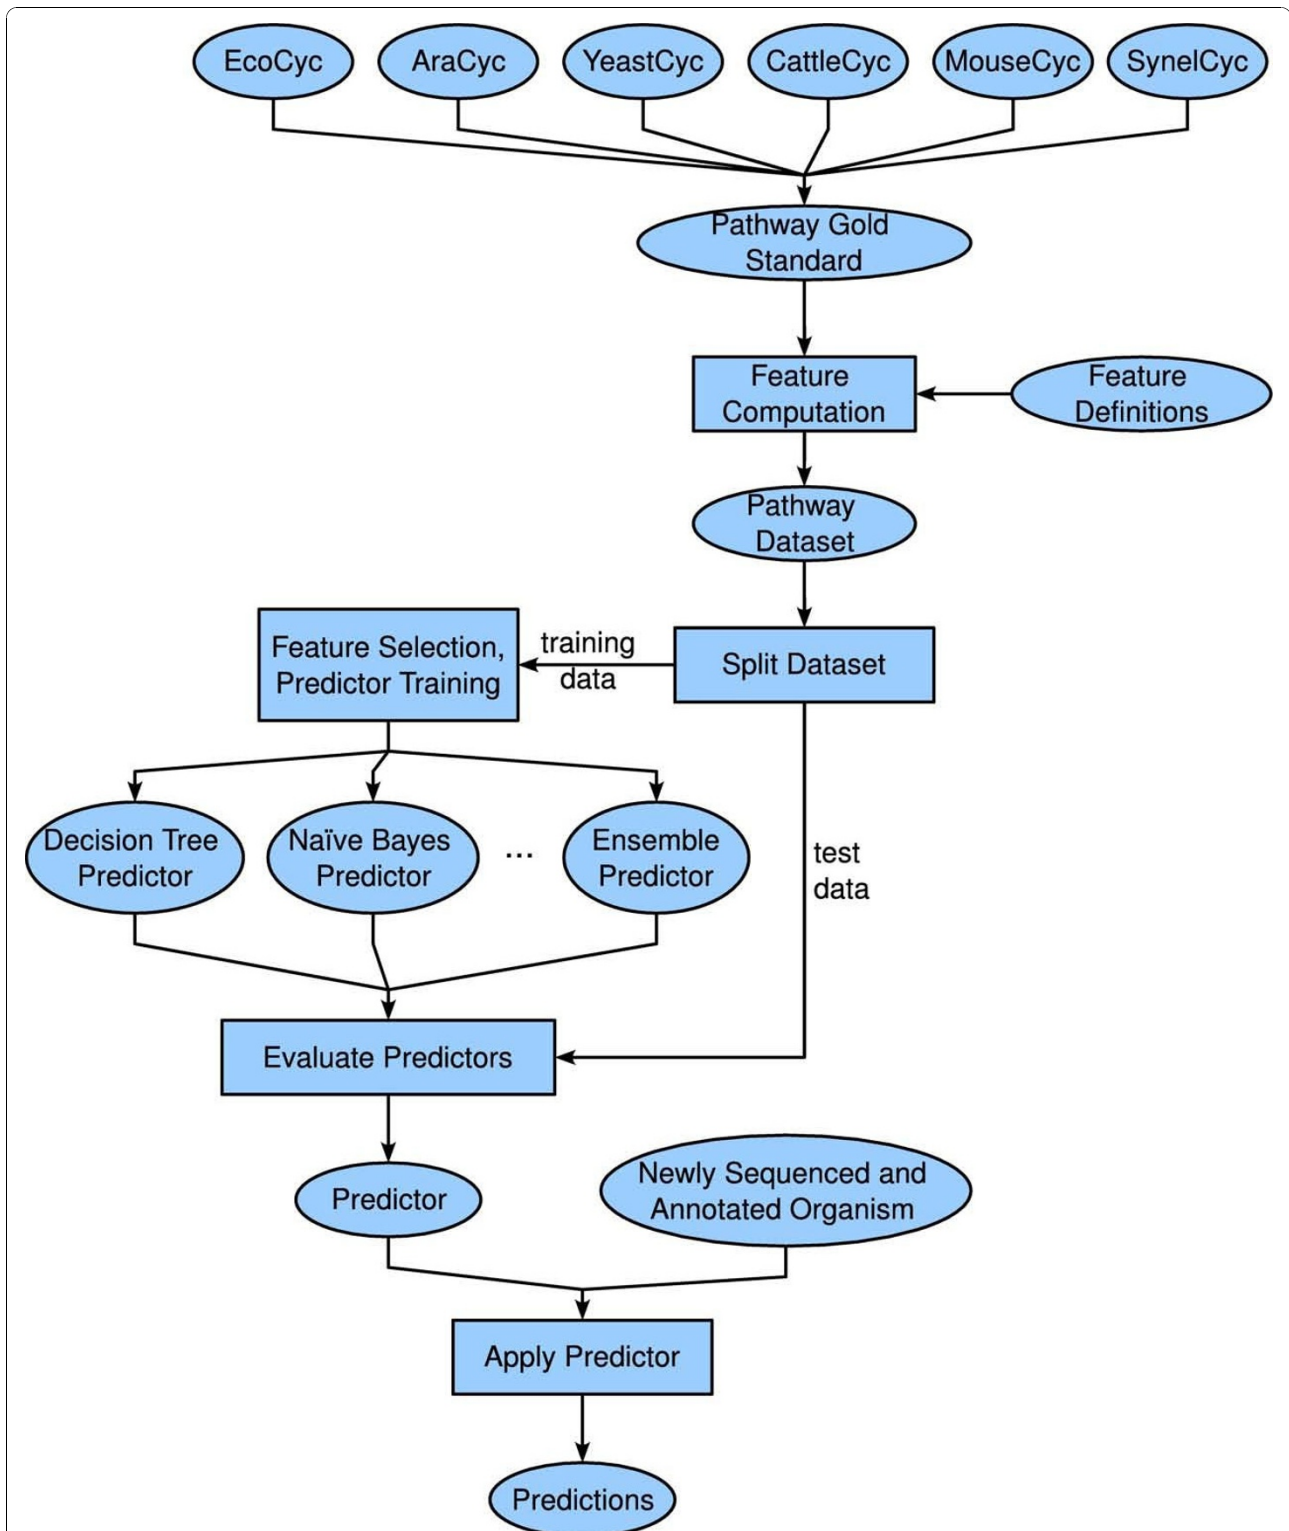 EcoCyc
AraCyc
YeastCyc
CattleCyc
MouseCyc
SynelCyc
Pathway Gold
Standard
Feature
Computation
Feature
Definitions
Pathway
Dataset
Feature Selection,
Predictor Training
training
data
Split Dataset
Decision Tree
Predictor
Naïve Bayes
Predictor
...
Ensemble
Predictor
test
data
Evaluate Predictors
Predictor
Newly Sequenced and
Annotated Organism
Apply Predictor
Predictions